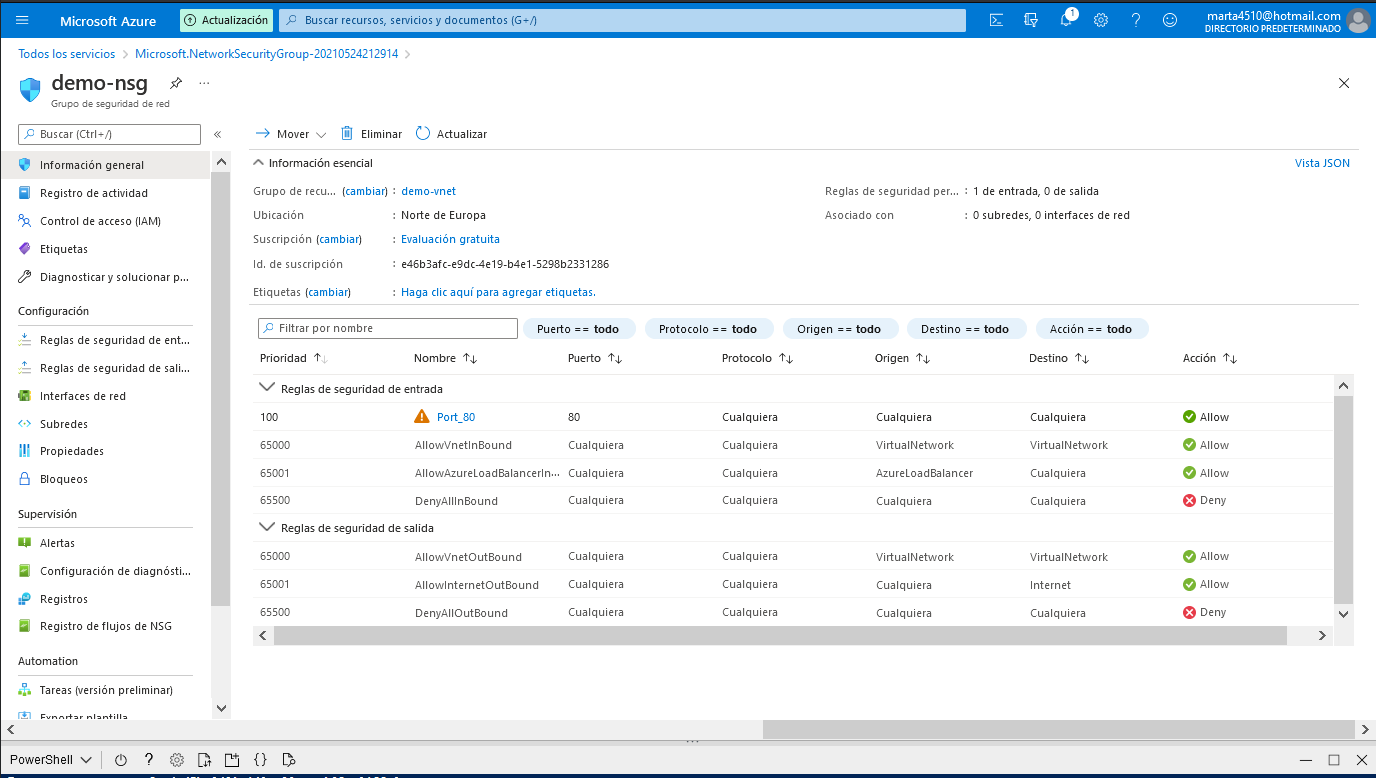 Microsoft Azure
Actualización
Buscar recursos, servicios y documentos (G+/)
1
marta4510@hotmail.com
DIRECTORIO PREDETERMINADO
Todos los servicios > Microsoft.NetworkSecurityGroup-20210524212914 >
demo-nsg
Grupo de seguridad de red
Buscar (Ctrl+/)
«
Información general
Registro de actividad
Control de acceso (IAM)
Etiquetas
Diagnosticar y solucionar p...
Configuración
Reglas de seguridad de ent...
Reglas de seguridad de sali...
Interfaces de red
Subredes
Propiedades
Bloqueos
Supervisión
Alertas
Configuración de diagnósti...
Registros
Registro de flujos de NSG
Automation
Tareas (versión preliminar)
Exportar plantilla
Mover Eliminar Actualizar
Información esencial Vista JSON
Grupo de recu... (cambiar) : demo-vnet
Ubicación : Norte de Europa
Suscripción (cambiar) : Evaluación gratuita
Id. de suscripción : e46b3afc-e9dc-4e19-b4e1-5298b2331286
Etiquetas (cambiar) : Haga clic aquí para agregar etiquetas.
Reglas de seguridad per... : 1 de entrada, 0 de salida
Asociado con : 0 subredes, 0 interfaces de red
Filtrar por nombre Puerto == todo Protocolo == todo Origen == todo Destino == todo Acción == todo
Prioridad Nombre Puerto Protocolo Origen Destino Acción
Reglas de seguridad de entrada
100 Port_80 80 Cualquiera Cualquiera Cualquiera Allow
65000 AllowVnetInBound Cualquiera Cualquiera VirtualNetwork VirtualNetwork Allow
65001 AllowAzureLoadBalancerIn... Cualquiera Cualquiera AzureLoadBalancer Cualquiera Allow
65500 DenyAllInBound Cualquiera Cualquiera Cualquiera Cualquiera Deny
Reglas de seguridad de salida
65000 AllowVnetOutBound Cualquiera Cualquiera VirtualNetwork VirtualNetwork Allow
65001 AllowInternetOutBound Cualquiera Cualquiera Cualquiera Internet Allow
65500 DenyAllOutBound Cualquiera Cualquiera Cualquiera Cualquiera Deny
PowerShell